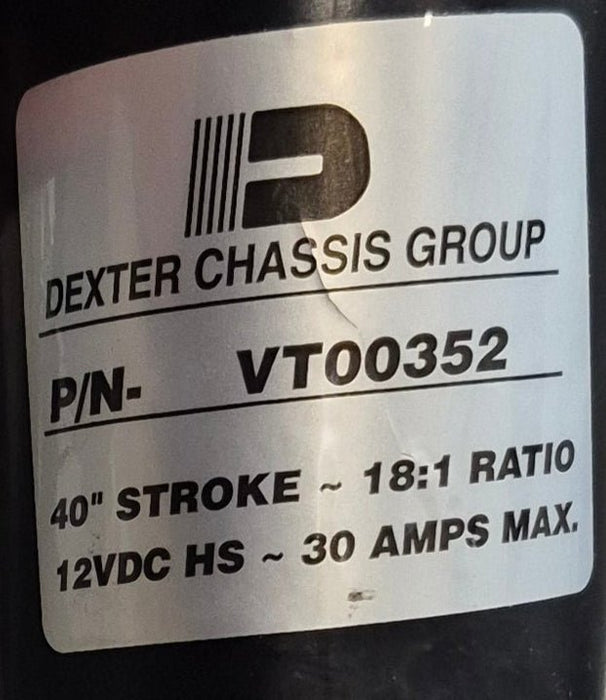 DEXTER CHASSIS GROUP
P/N- VT00352
40" STROKE ~ 18:1 RATIO
12VDC HS ~ 30 AMPS MAX.